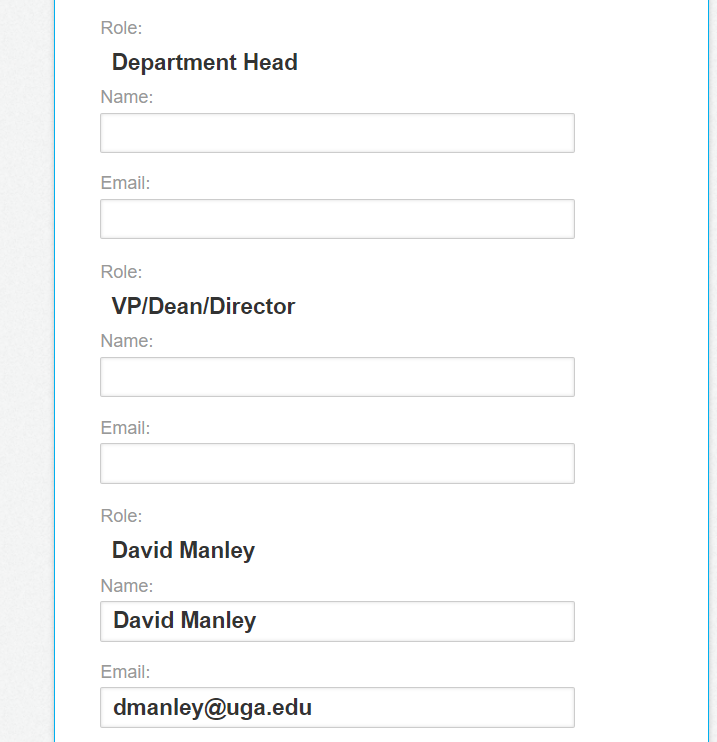 Role:
Department Head
Name:
Email:
Role:
VP/Dean/Director
Name:
Email:
Role:
David Manley
Name:
David Manley
Email:
dmanley@uga.edu